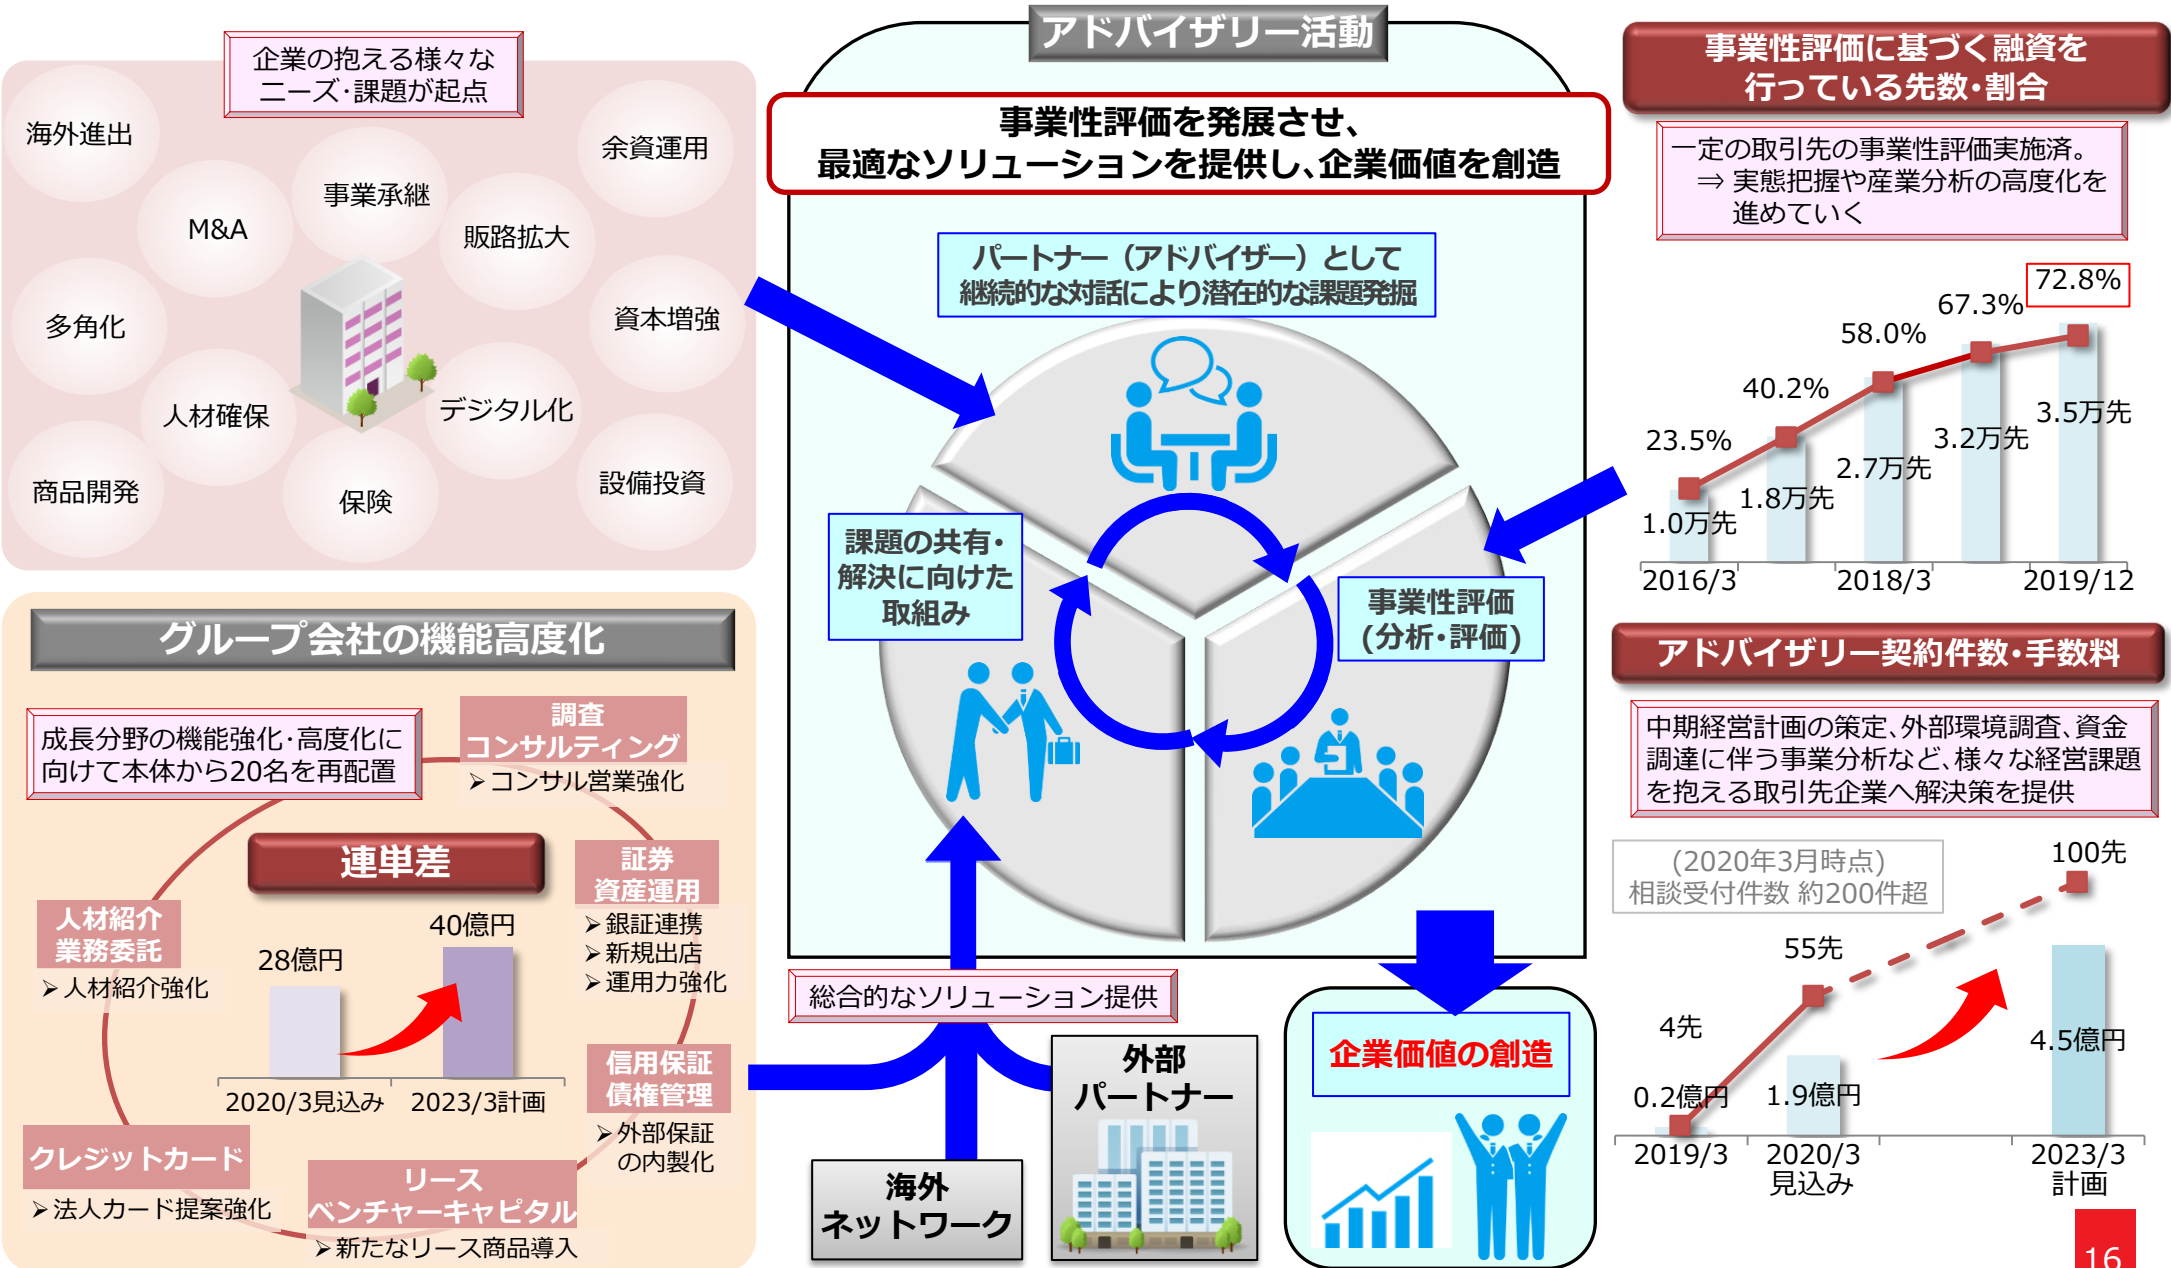 企業の抱える様々な
ニーズ･課題が起点
海外進出
余資運用
事業承継
M&A
販路拡大
多角化
資本増強
人材確保
デジタル化
商品開発
保険
設備投資
グループ会社の機能高度化
成長分野の機能強化･高度化に
向けて本体から20名を再配置
調査
コンサルティング
➢コンサル営業強化
証券
資産運用
➢銀証連携
➢新規出店
➢運用力強化
信用保証
債権管理
➢外部保証
の内製化
リース
ベンチャーキャピタル
➢新たなリース商品導入
クレジットカード
➢法人カード提案強化
人材紹介
業務委託
➢人材紹介強化
連単差
28億円
40億円
2020/3見込み
2023/3計画
アドバイザリー活動
事業性評価を発展させ、
最適なソリューションを提供し､企業価値を創造
パートナー（アドバイザー）として
継続的な対話により潜在的な課題発掘
課題の共有･
解決に向けた
取組み
事業性評価
(分析･評価)
総合的なソリューション提供
海外
ネットワーク
外部
パートナー
企業価値の創造
事業性評価に基づく融資を
行っている先数･割合
一定の取引先の事業性評価実施済。
⇒ 実態把握や産業分析の高度化を
進めていく
72.8%
67.3%
58.0%
40.2%
23.5%
3.5万先
3.2万先
2.7万先
1.8万先
1.0万先
2016/3
2018/3
2019/12
アドバイザリー契約件数･手数料
中期経営計画の策定､外部環境調査､資金
調達に伴う事業分析など､様々な経営課題
を抱える取引先企業へ解決策を提供
(2020年3月時点)
相談受付件数 約200件超
100先
55先
4先
4.5億円
1.9億円
0.2億円
2019/3
2020/3
見込み
2023/3
計画
16